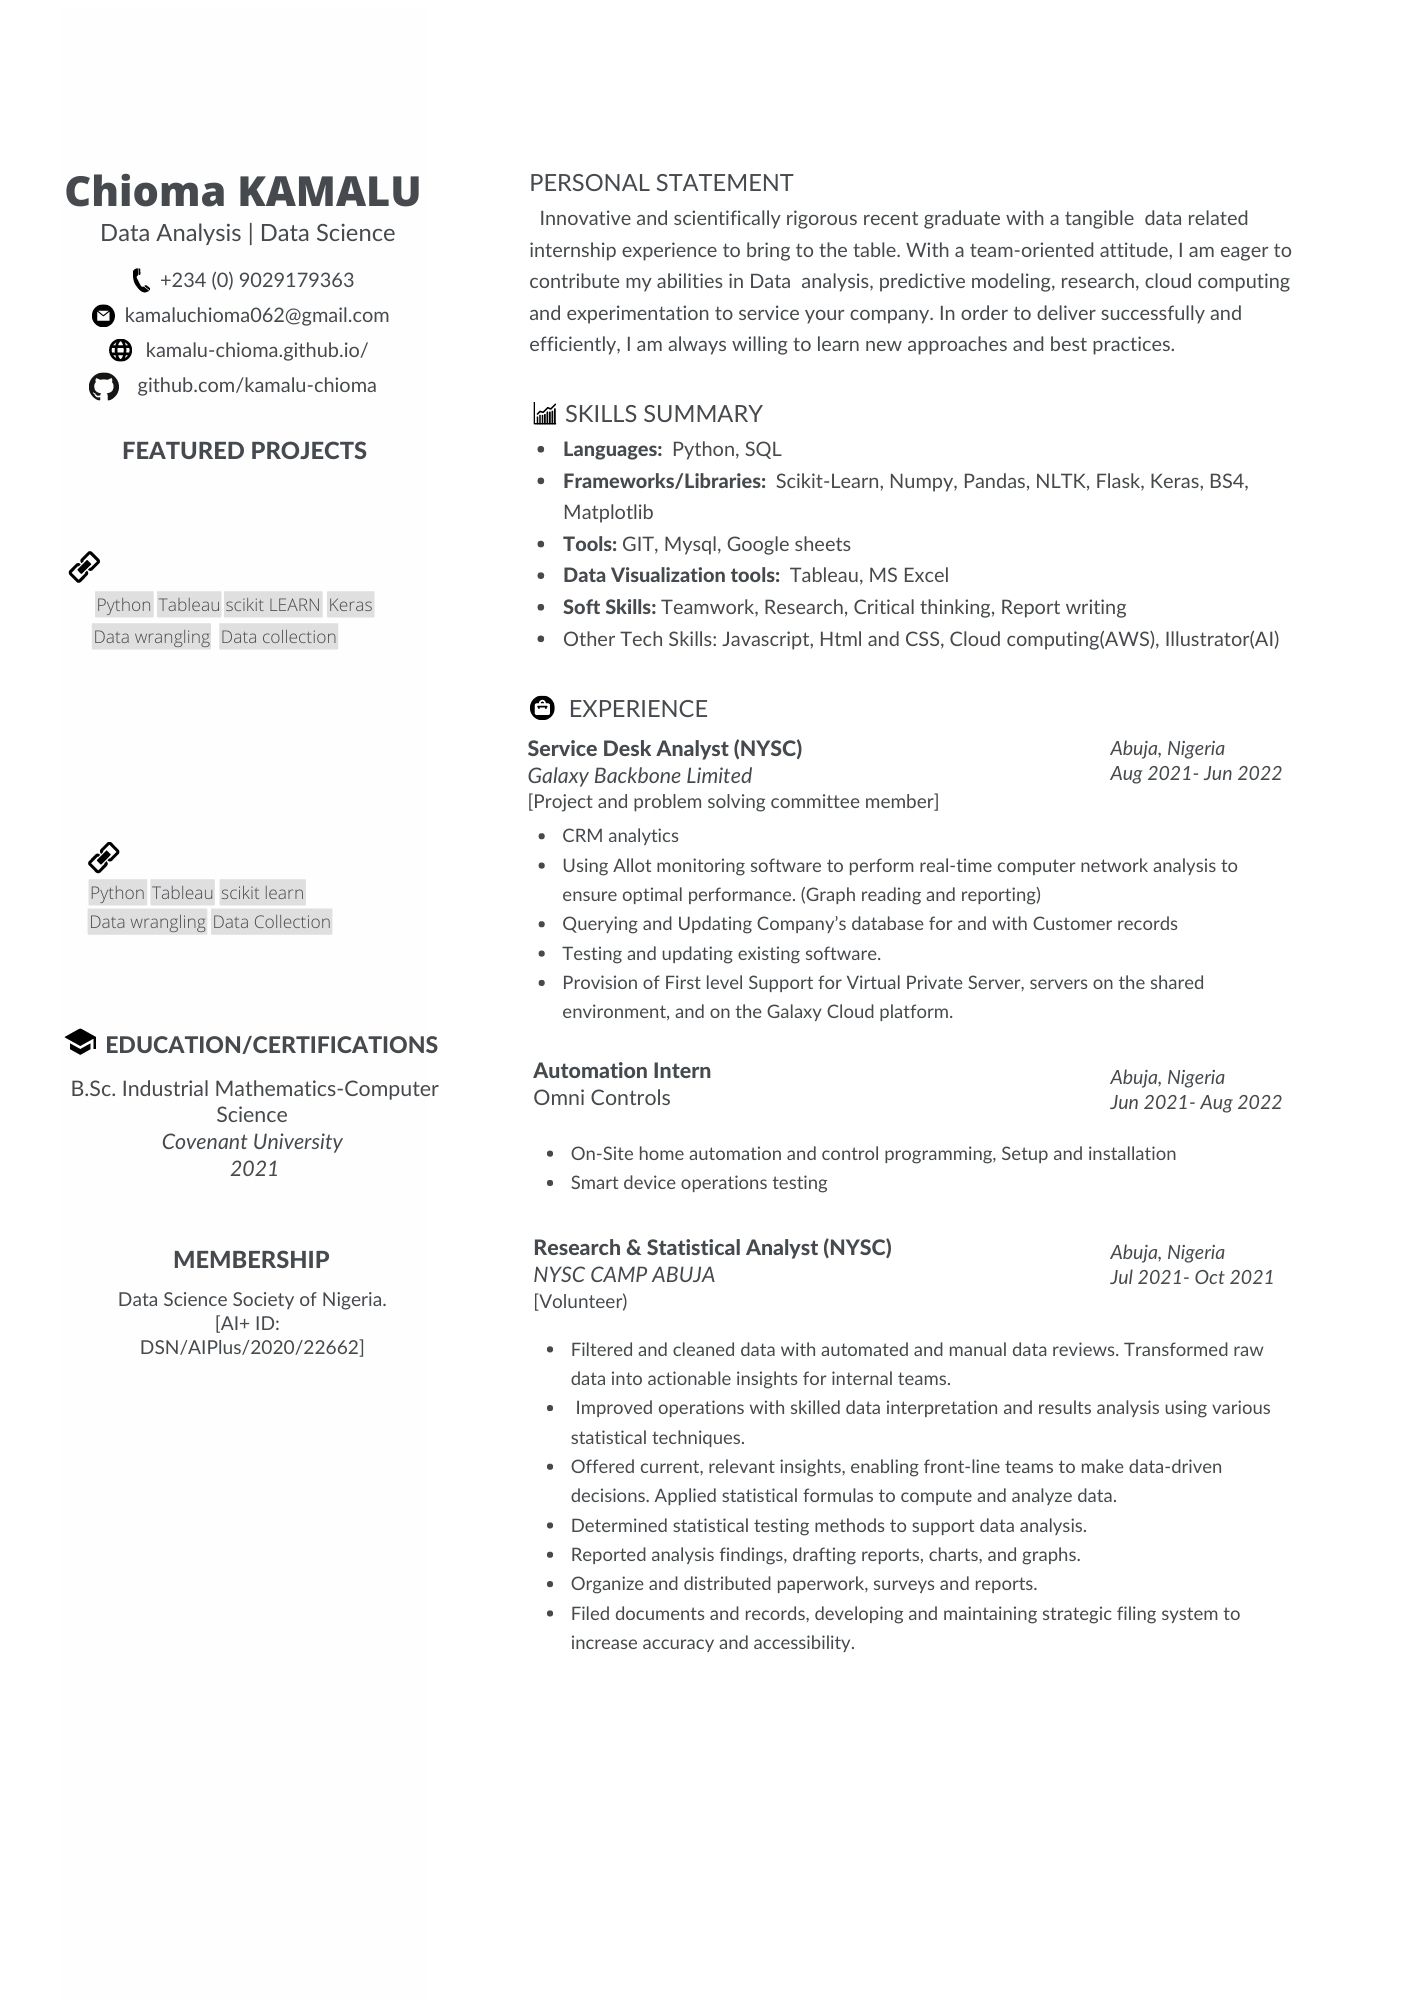 Chioma KAMALU
Data Analysis | Data Science
+234 (0) 9029179363
kamaluchioma062@gmail.com
kamalu-chioma.github.io/
github.com/kamalu-chioma
FEATURED PROJECTS
Python Tableau scikit LEARN Keras
Data wrangling Data collection
Python Tableau scikit learn
Data wrangling Data Collection
EDUCATION/CERTIFICATIONS
B.Sc. Industrial Mathematics-Computer
Science
Covenant University
2021
MEMBERSHIP
Data Science Society of Nigeria.
[AI+ ID:
DSN/AIPlus/2020/22662]
PERSONAL STATEMENT
Innovative and scientifically rigorous recent graduate with a tangible data related
internship experience to bring to the table. With a team-oriented attitude, I am eager to
contribute my abilities in Data analysis, predictive modeling, research, cloud computing
and experimentation to service your company. In order to deliver successfully and
efficiently, I am always willing to learn new approaches and best practices.
SKILLS SUMMARY
• Languages: Python, SQL
• Frameworks/Libraries: Scikit-Learn, Numpy, Pandas, NLTK, Flask, Keras, BS4,
Matplotlib
• Tools: GIT, Mysql, Google sheets
• Data Visualization tools: Tableau, MS Excel
• Soft Skills: Teamwork, Research, Critical thinking, Report writing
• Other Tech Skills: Javascript, Html and CSS, Cloud computing(AWS), Illustrator(AI)
EXPERIENCE
Service Desk Analyst (NYSC)
Abuja, Nigeria
Galaxy Backbone Limited
Aug 2021- Jun 2022
[Project and problem solving committee member]
• CRM analytics
• Using Allot monitoring software to perform real-time computer network analysis to
ensure optimal performance. (Graph reading and reporting)
• Querying and Updating Company's database for and with Customer records
• Testing and updating existing software.
• Provision of First level Support for Virtual Private Server, servers on the shared
environment, and on the Galaxy Cloud platform.
Automation Intern
Abuja, Nigeria
Omni Controls
Jun 2021- Aug 2022
• On-Site home automation and control programming, Setup and installation
• Smart device operations testing
Research & Statistical Analyst (NYSC)
Abuja, Nigeria
NYSC CAMP ABUJA
Jul 2021- Oct 2021
[Volunteer)
• Filtered and cleaned data with automated and manual data reviews. Transformed raw
data into actionable insights for internal teams.
• Improved operations with skilled data interpretation and results analysis using various
statistical techniques.
• Offered current, relevant insights, enabling front-line teams to make data-driven
decisions. Applied statistical formulas to compute and analyze data.
• Determined statistical testing methods to support data analysis.
• Reported analysis findings, drafting reports, charts, and graphs.
• Organize and distributed paperwork, surveys and reports.
• Filed documents and records, developing and maintaining strategic filing system to
increase accuracy and accessibility.